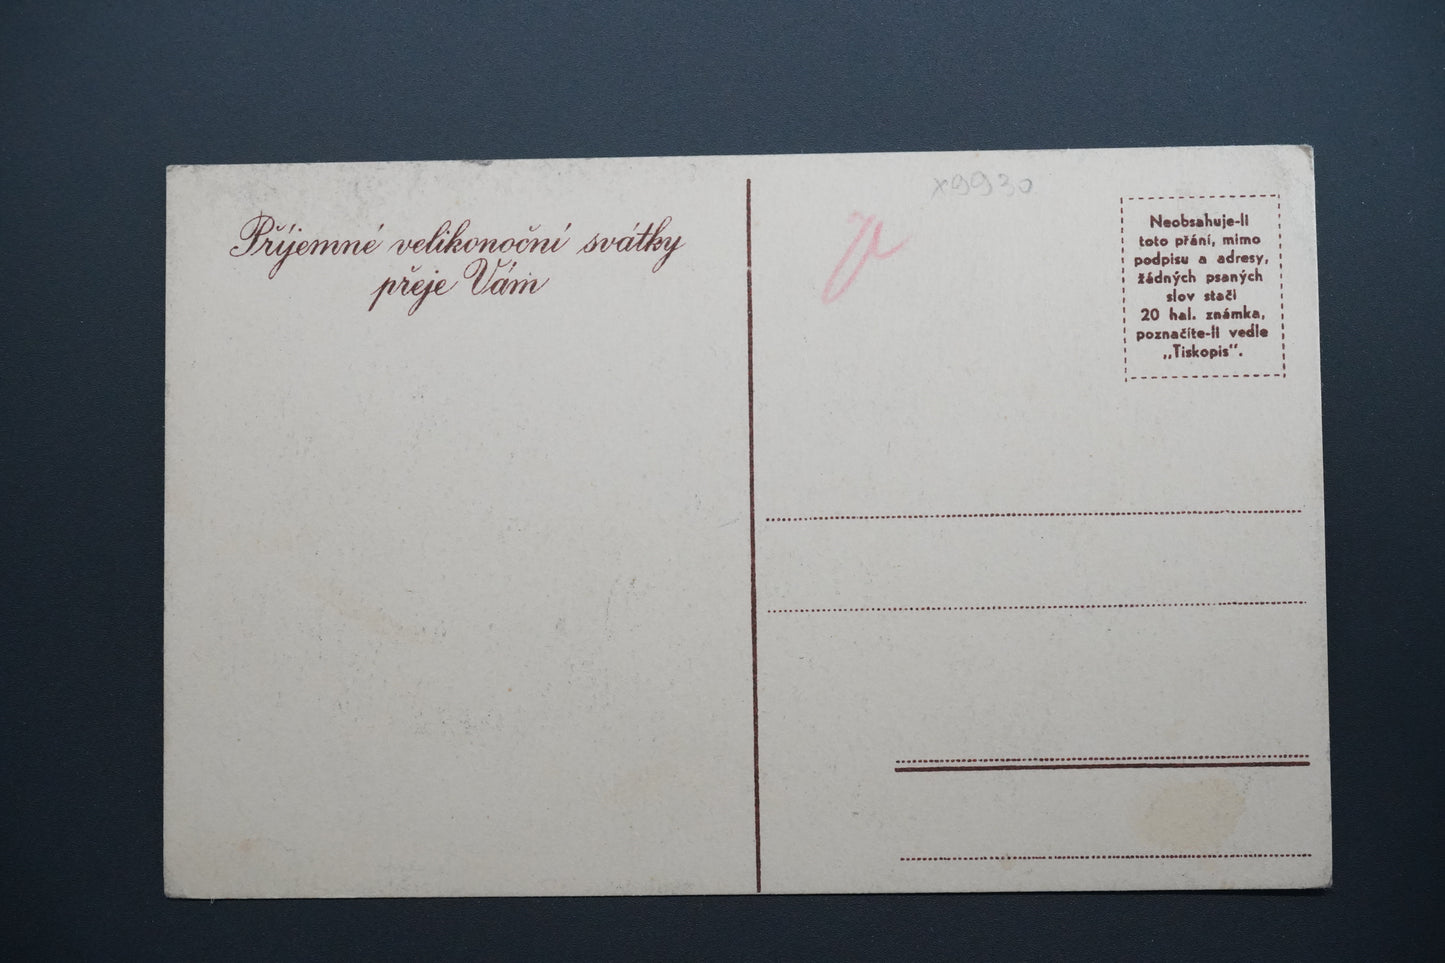 Příjemné velikonoční svátky
přeje Vám
x9930
Neobsahuje-li
toto přání, mimo
podpisu a adresy,
žádných psaných
slov stačí
20 hal. známka,
poznačíte-li vedle
„Tiskopis“.